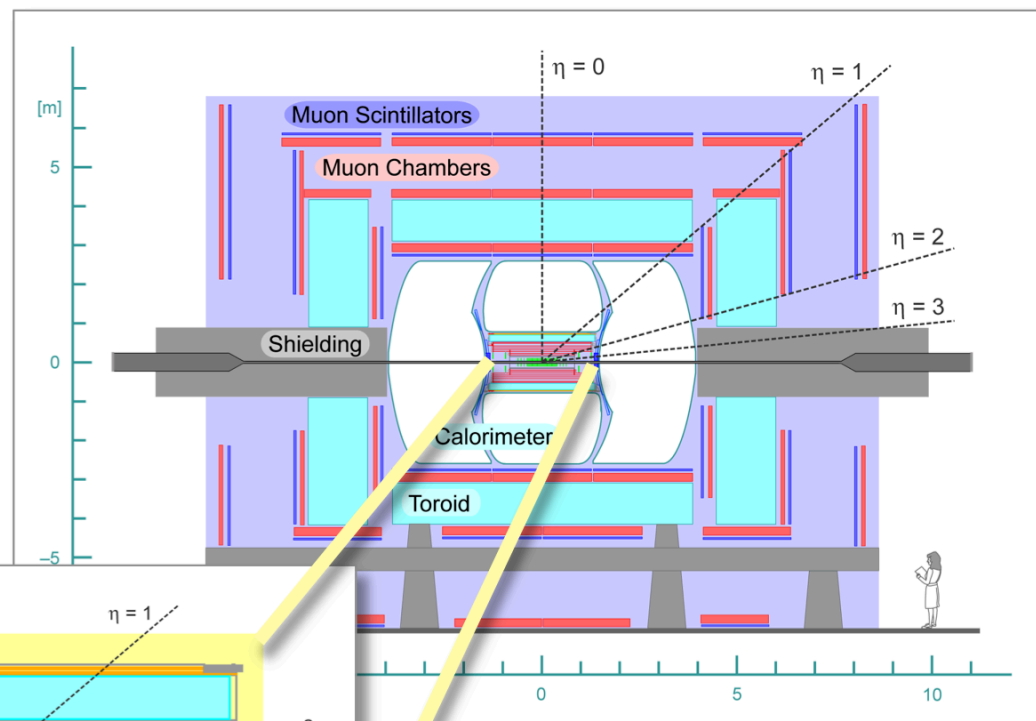 η = 0
η = 1
[m]
Muon Scintillators
5
Muon Chambers
η = 2
η = 3
Shielding
0
Calorimeter
Toroid
–5
η = 1
0
5
10